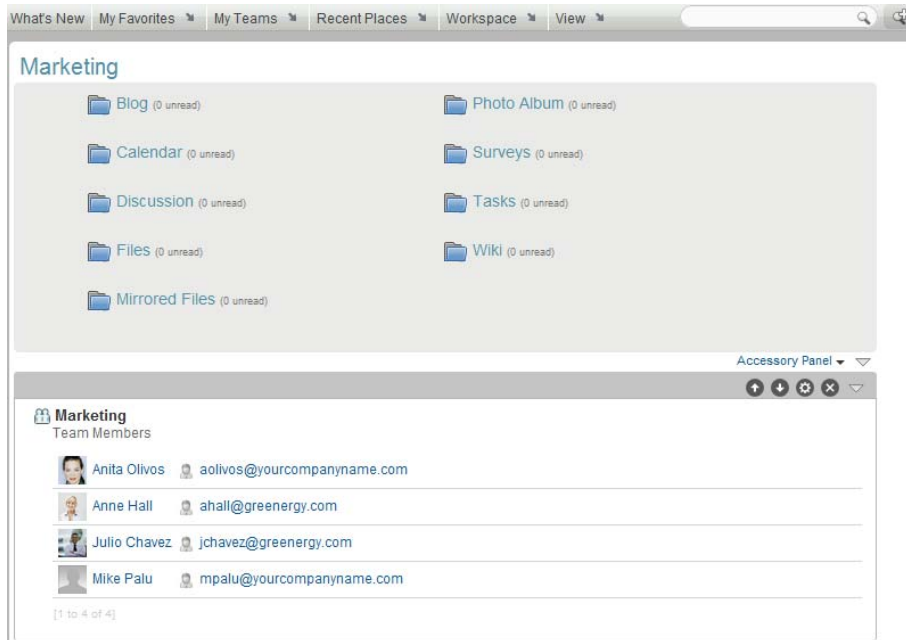 What's New My Favorites My Teams Recent Places Workspace View
Marketing
Blog (0 unread) Photo Album (0 unread)
Calendar (0 unread) Surveys (0 unread)
Discussion (0 unread) Tasks (0 unread)
Files (0 unread) Wiki (0 unread)
Mirrored Files (0 unread)
Accessory Panel
Marketing
Team Members
Anita Olivos aolivos@yourcompanyname.com
Anne Hall ahall@greenergy.com
Julio Chavez jchavez@greenergy.com
Mike Palu mpalu@yourcompanyname.com
[1 to 4 of 4]